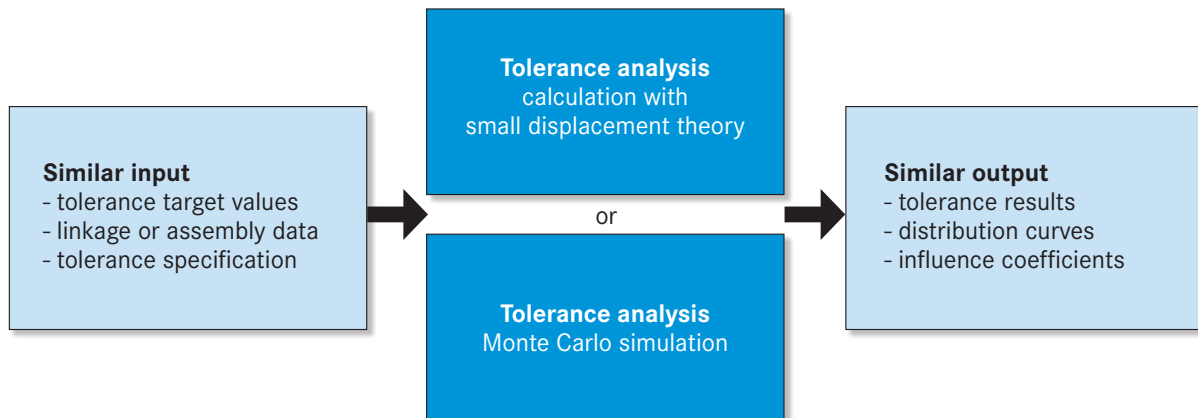 Similar input
- tolerance target values
- linkage or assembly data
- tolerance specification
Tolerance analysis
calculation with
small displacement theory
or
Tolerance analysis
Monte Carlo simulation
Similar output
- tolerance results
- distribution curves
- influence coefficients